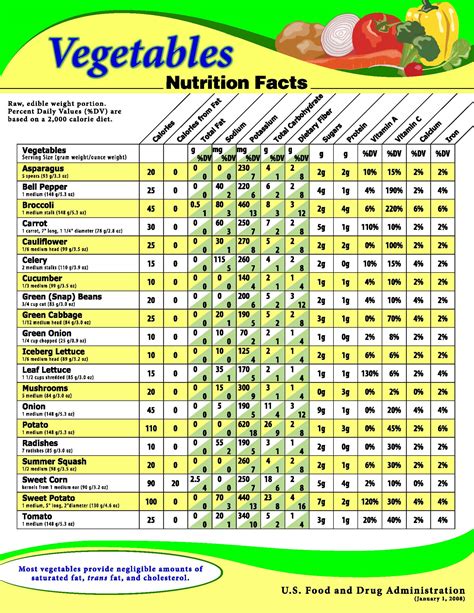 Vegetables
Nutrition Facts
Raw, edible weight portion.
Percent Daily Values (%DV) are
based on a 2,000 calorie diet.
Calories
Calories from Fat
Total Fat
Sodium
Potassium
Total Carbohydrate
Dietary Fiber
Sugars
Protein
Vitamin A
Vitamin C
Calcium
Iron
Vegetables g mg mg g g
Serving Size (gram weight/ounce weight) %DV %DV %DV %DV %DV g g %DV %DV %DV %DV
Asparagus 20 0 0 0 230 4 2 2g 2g 10% 15% 2% 2%
5 spears (93 g/3.3 oz) 0 0 7 1 8
Bell Pepper 25 0 0 40 220 6 2 4g 1g 4% 190% 2% 4%
1 medium (148 g/5.3 oz) 0 2 6 2 8
Broccoli 45 0 0.5 80 460 8 3 2g 4g 6% 220% 6% 6%
1 medium stalk (148 g/5.3 oz) 1 3 13 3 12
Carrot 30 0 0 60 250 7 2 5g 1g 110% 10% 2% 2%
1 carrot, 7" long, 1 1/4" diameter (78 g/2.8 oz) 0 3 7 2 8
Cauliflower 25 0 0 30 270 5 2 2g 2g 0% 100% 2% 2%
1/6 medium head (99 g/3.5 oz) 0 1 8 2 8
Celery 15 0 0 115 260 4 2 2g 0g 10% 15% 4% 2%
2 medium stalks (110 g/3.9 oz) 0 5 7 1 8
Cucumber 10 0 0 0 140 2 1 1g 1g 4% 10% 2% 2%
1/3 medium (99 g/3.5 oz) 0 0 4 1 4
Green (Snap) Beans 20 0 0 0 200 5 3 2g 1g 4% 10% 4% 2%
3/4 cup cut (83 g/3.0 oz) 0 0 6 2 12
Green Cabbage 25 0 0 20 190 5 2 3g 1g 0% 70% 4% 2%
1/12 medium head (84 g/3.0 oz) 0 1 5 2 8
Green Onion 10 0 0 10 70 2 1 1g 0g 2% 8% 2% 2%
1/4 cup chopped (25 g/0.9 oz) 0 0 2 1 4
Iceberg Lettuce 10 0 0 10 125 2 1 2g 1g 6% 6% 2% 2%
1/6 medium head (89 g/3.2 oz) 0 0 4 1 4
Leaf Lettuce 15 0 0 35 170 2 1 1g 1g 130% 6% 2% 4%
1 1/2 cups shredded (85 g/3.0 oz) 0 1 5 1 4
Mushrooms 20 0 0 15 300 3 1 0g 3g 0% 2% 0% 2%
5 medium (84 g/3.0 oz) 0 0 9 1 4
Onion 45 0 0 5 190 11 3 9g 1g 0% 20% 4% 4%
1 medium (148 g/5.3 oz) 0 0 5 4 12
Potato 110 0 0 0 620 26 2 1g 3g 0% 45% 2% 6%
1 medium (148 g/5.3 oz) 0 0 18 9 8
Radishes 10 0 0 55 190 3 1 2g 0g 0% 30% 2% 2%
7 radishes (85 g/3.0 oz) 0 2 5 1 4
Summer Squash 20 0 0 0 260 4 2 2g 1g 6% 30% 2% 2%
1/2 medium (98 g/3.5 oz) 0 0 7 1 8
Sweet Corn 90 20 2.5 0 250 18 2 5g 4g 2% 10% 0% 2%
kernels from 1 medium ear (90 g/3.2 oz) 4 0 7 6 8
Sweet Potato 100 0 0 70 440 23 4 7g 2g 120% 30% 4% 4%
1 medium, 5" long, 2" diameter (130 g/4.6 oz) 0 3 13 8 16
Tomato 25 0 0 20 340 5 1 3g 1g 20% 40% 2% 4%
1 medium (148 g/5.3 oz) 0 1 10 2 4
Most vegetables provide negligible amounts of
saturated fat, trans fat, and cholesterol.
U.S. Food and Drug Administration
(January 1, 2008)